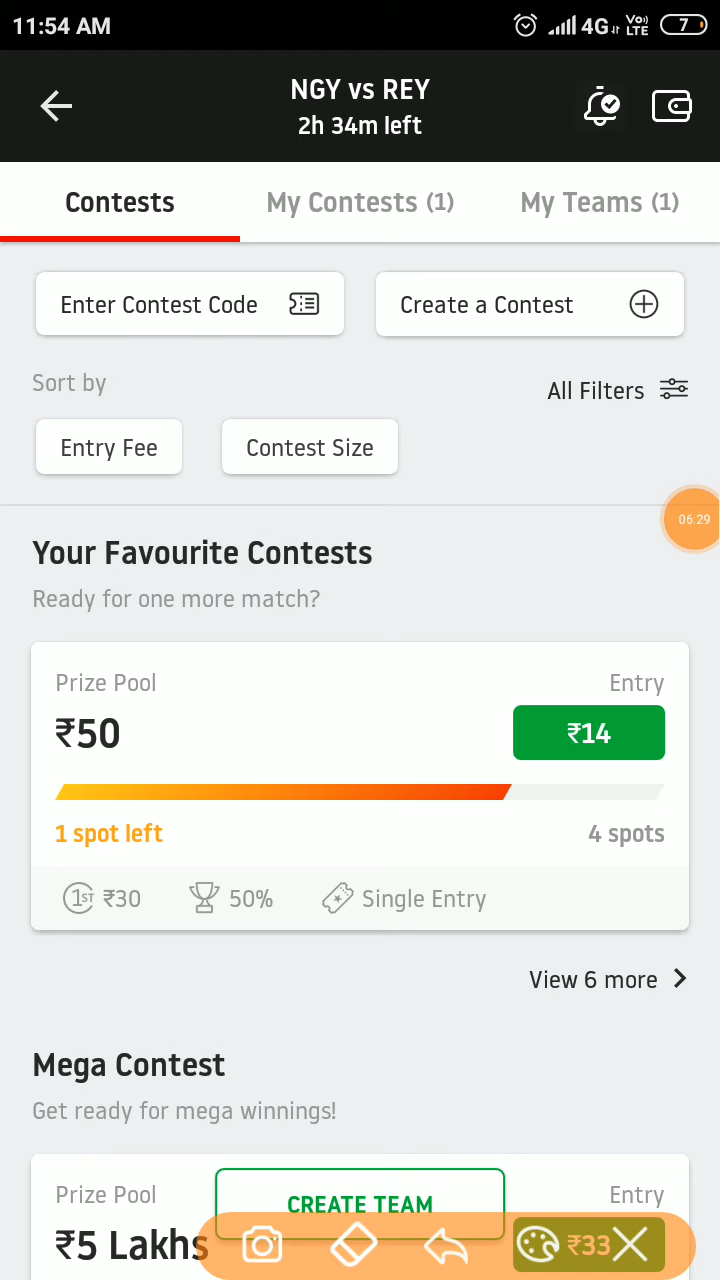 11:54 AM
4G
Vo)
LTE
7
NGY vs REY
2h 34m left
Contests
My Contests (1)
My Teams (1)
Enter Contest Code
Create a Contest
Sort by
All Filters
Entry Fee
Contest Size
06:29
Your Favourite Contests
Ready for one more match?
Prize Pool
Entry
₹50
₹14
1 spot left
4 spots
1ST ₹30
50%
Single Entry
View 6 more
Mega Contest
Get ready for mega winnings!
Prize Pool
Entry
CREATE TEAM
₹5 Lakhs
₹33